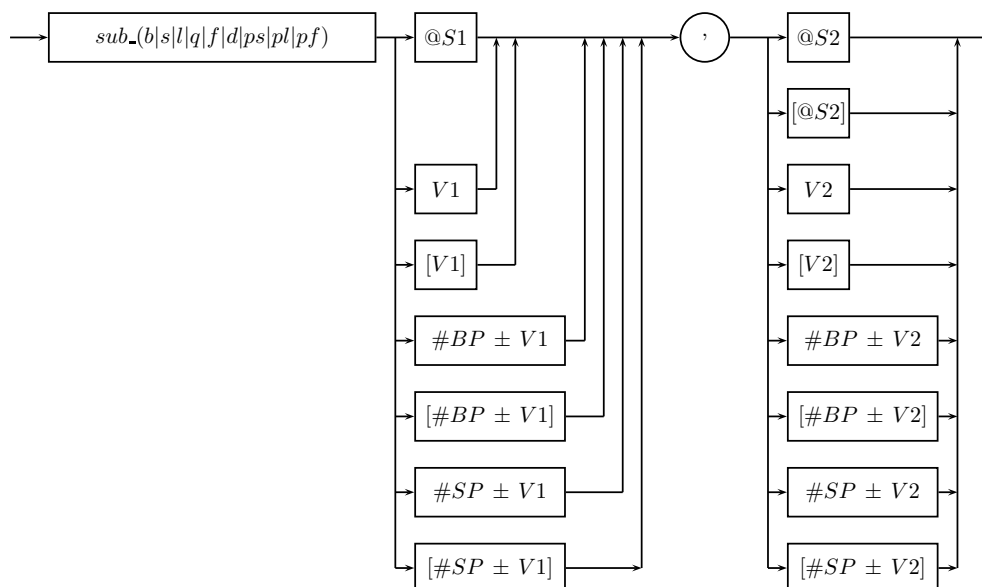 sub_(b|s|l|q|f|d|ps|pl|pf) @S1 , @S2
[@S2]
V1 V2
[V1] [V2]
#BP ± V1 #BP ± V2
[#BP ± V1] [#BP ± V2]
#SP ± V1 #SP ± V2
[#SP ± V1] [#SP ± V2]